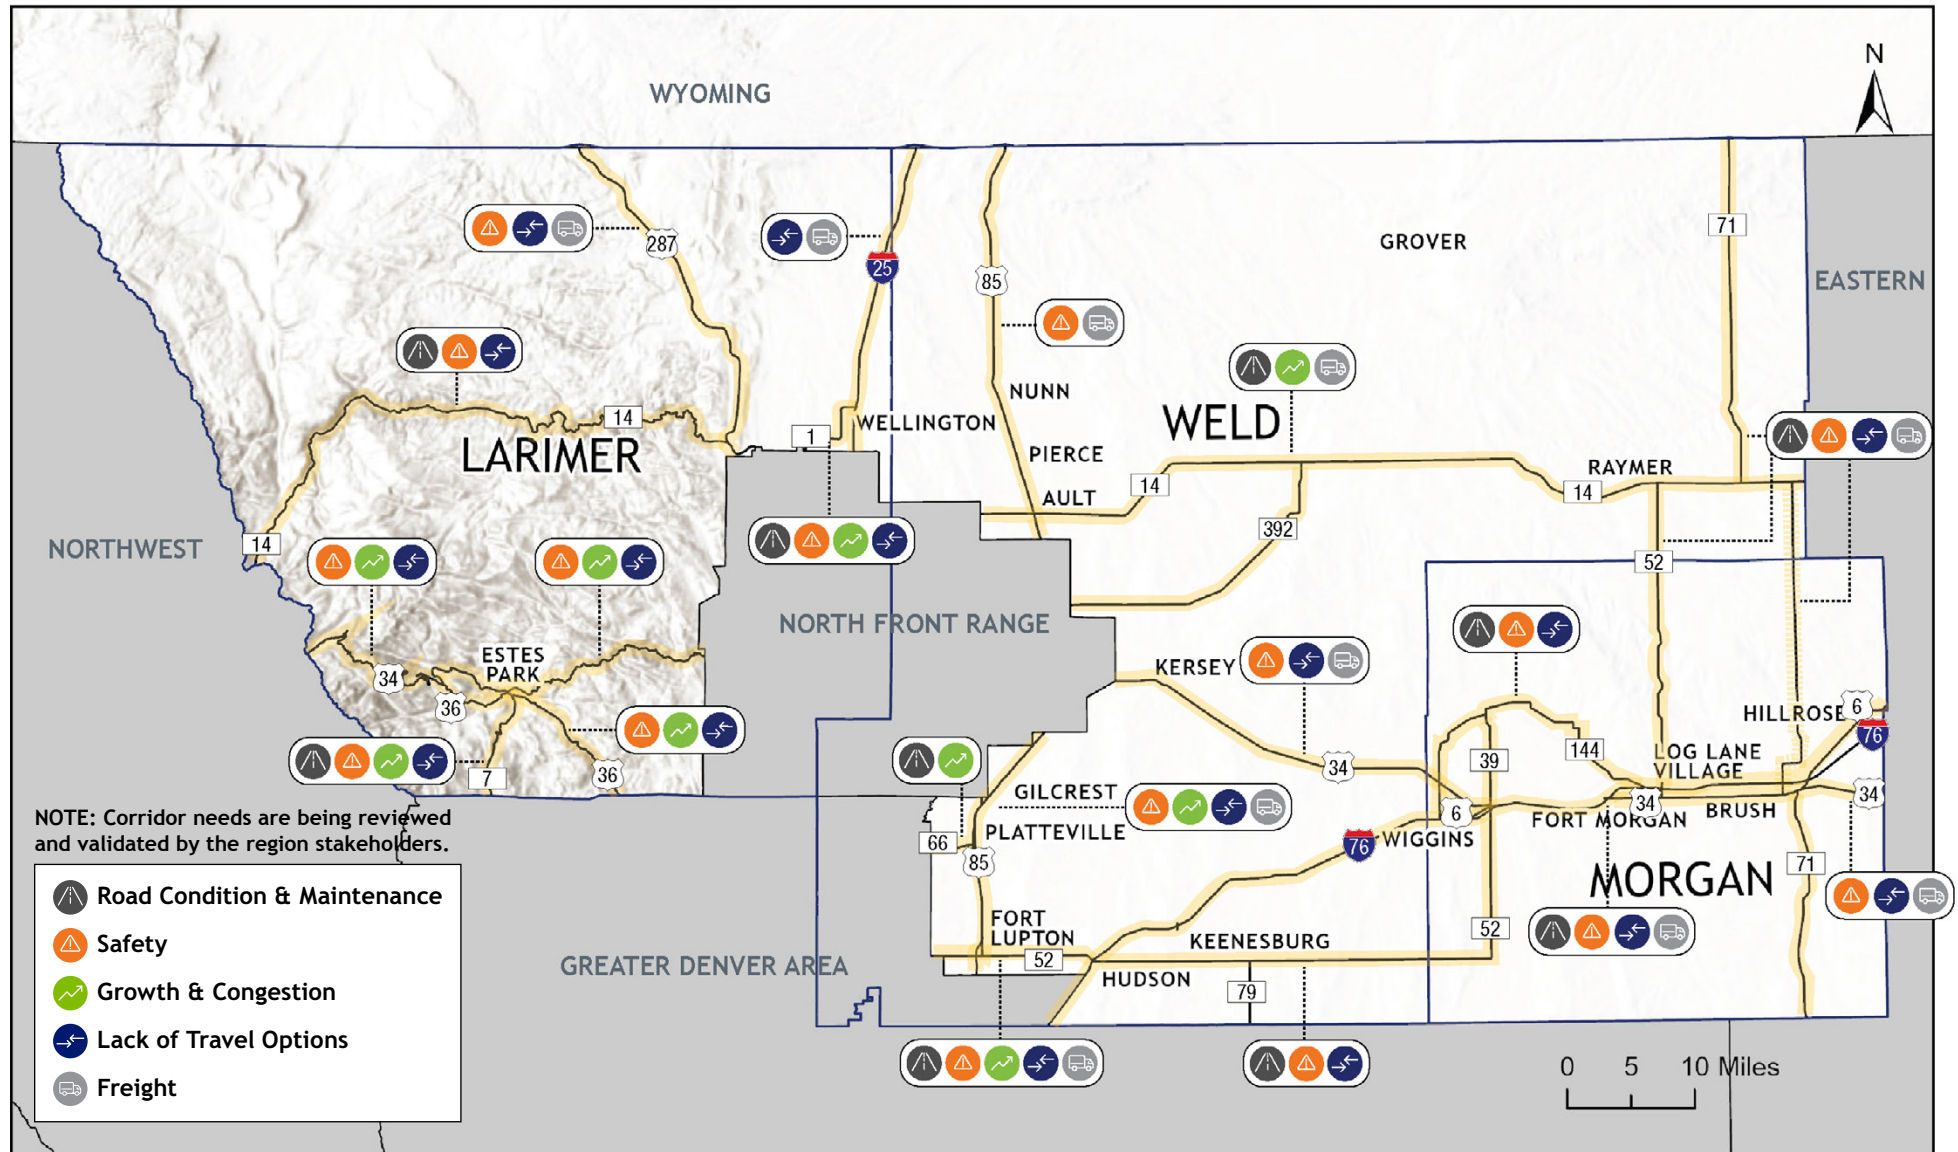 WYOMING
N
71
GROVER
287
25
85
EASTERN
NUNN
14
1
WELLINGTON
WELD
LARIMER
PIERCE
RAYMER
AULT
14
14
392
NORTHWEST
14
52
NORTH FRONT RANGE
ESTES
PARK
KERSEY
34
36
HILLROSE
6
76
144
LOG LANE
VILLAGE
39
34
7
36
GILCREST
34
34
BRUSH
PLATTEVILLE
6
FORT MORGAN
NOTE: Corridor needs are being reviewed
and validated by the region stakeholders.
66
85
76
WIGGINS
71
MORGAN
Road Condition & Maintenance
FORT
LUPTON
52
KEENESBURG
Safety
52
GREATER DENVER AREA
HUDSON
79
Growth & Congestion
Lack of Travel Options
Freight
0 5 10 Miles